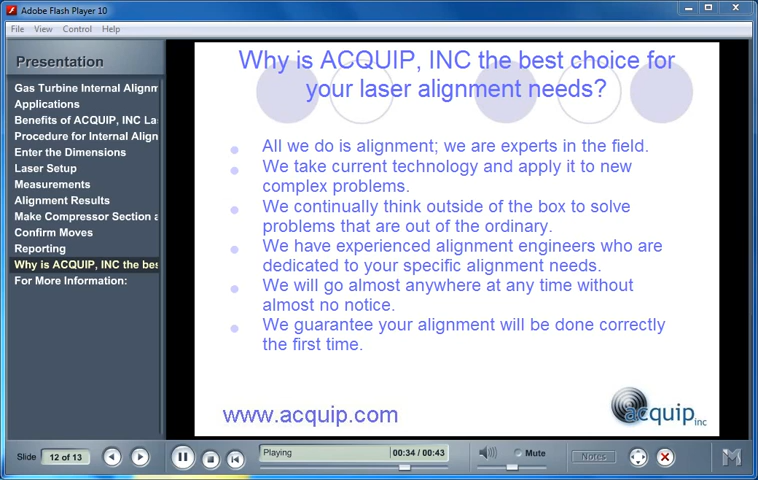 Adobe Flash Player 10
File View Control Help
Presentation
Gas Turbine Internal Alignm
Applications
Benefits of ACQUIP, INC La
Procedure for Internal Align
Enter the Dimensions
Laser Setup
Measurements
Alignment Results
Make Compressor Section a
Confirm Moves
Reporting
Why is ACQUIP, INC the bes
For More Information:
Why is ACQUIP, INC the best choice for
your laser alignment needs?
All we do is alignment; we are experts in the field.
We take current technology and apply it to new
complex problems.
We continually think outside of the box to solve
problems that are out of the ordinary.
We have experienced alignment engineers who are
dedicated to your specific alignment needs.
We will go almost anywhere at any time without
almost no notice.
We guarantee your alignment will be done correctly
the first time.
www.acquip.com
acquip inc
Slide 12 of 13
Playing 00:34 / 00:43
Mute
Notes